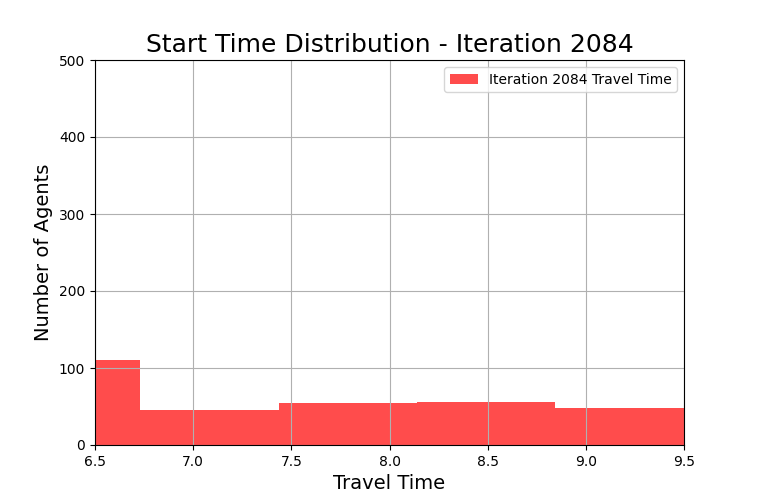 Start Time Distribution - Iteration 2084
500
Iteration 2084 Travel Time
400
300
200
100
0
Number of Agents
6.5 7.0 7.5 8.0 8.5 9.0 9.5
Travel Time